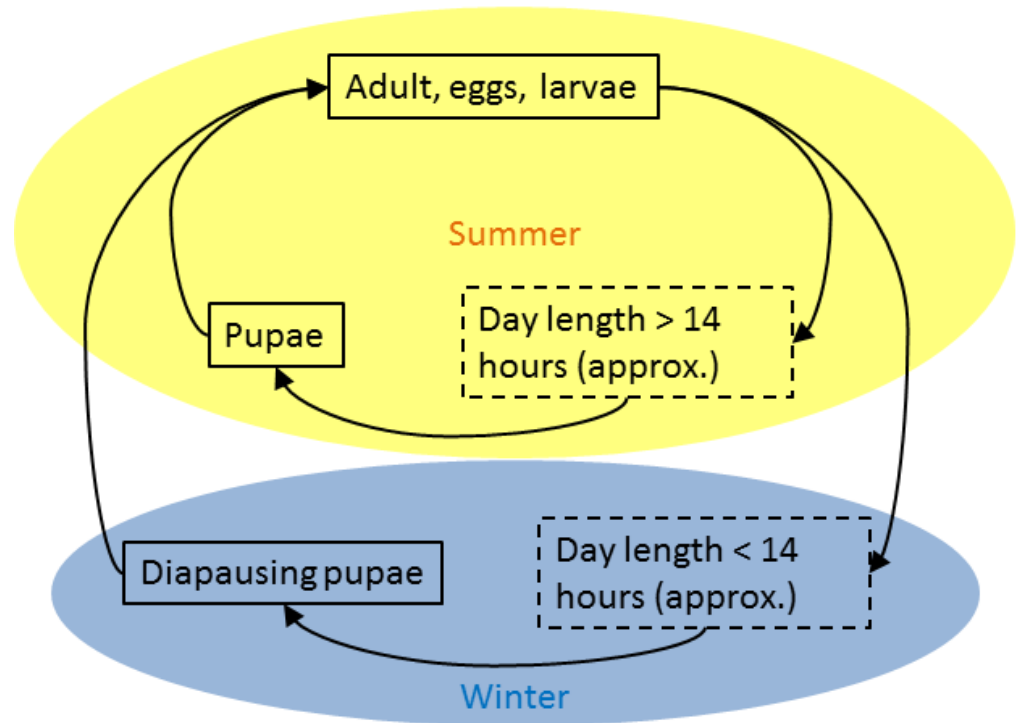 Adult, eggs, larvae
Summer
Pupae
Day length > 14
hours (approx.)
Diapausing pupae
Day length < 14
hours (approx.)
Winter